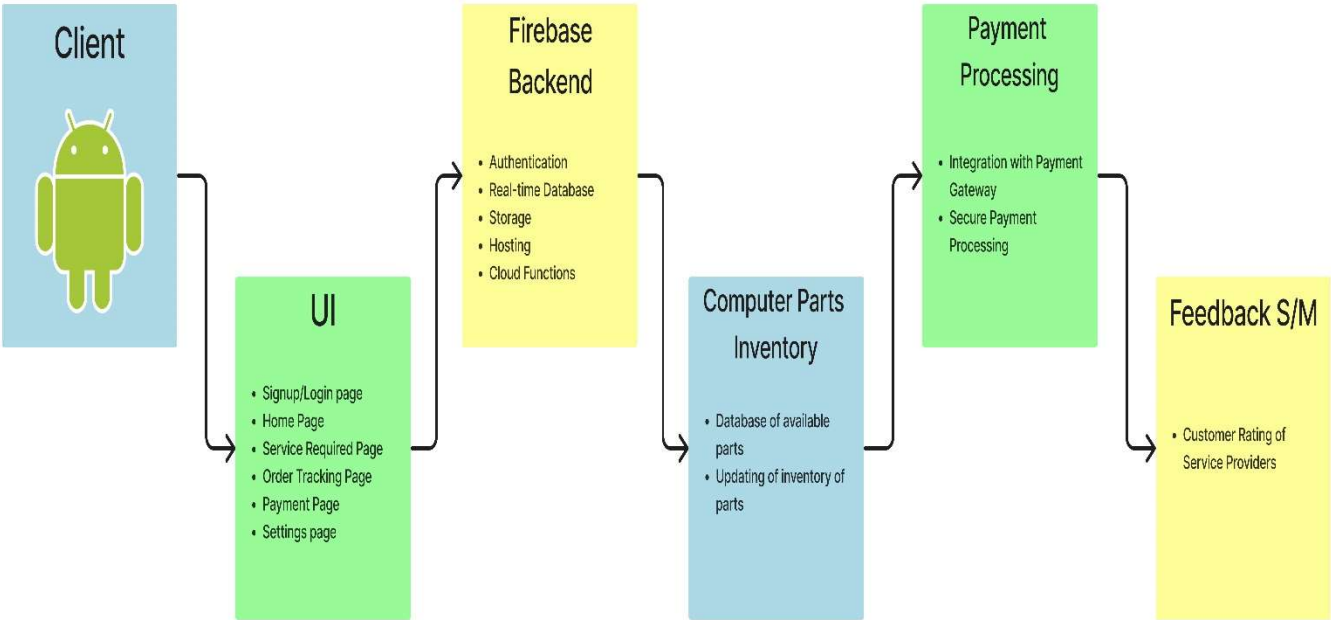 Client
UI
• Signup/Login page
• Home Page
• Service Required Page
• Order Tracking Page
• Payment Page
• Settings page
Firebase
Backend
• Authentication
• Real-time Database
• Storage
• Hosting
• Cloud Functions
Computer Parts
Inventory
• Database of available
parts
• Updating of inventory of
parts
Payment
Processing
• Integration with Payment
Gateway
• Secure Payment
Processing
Feedback S/M
• Customer Rating of
Service Providers